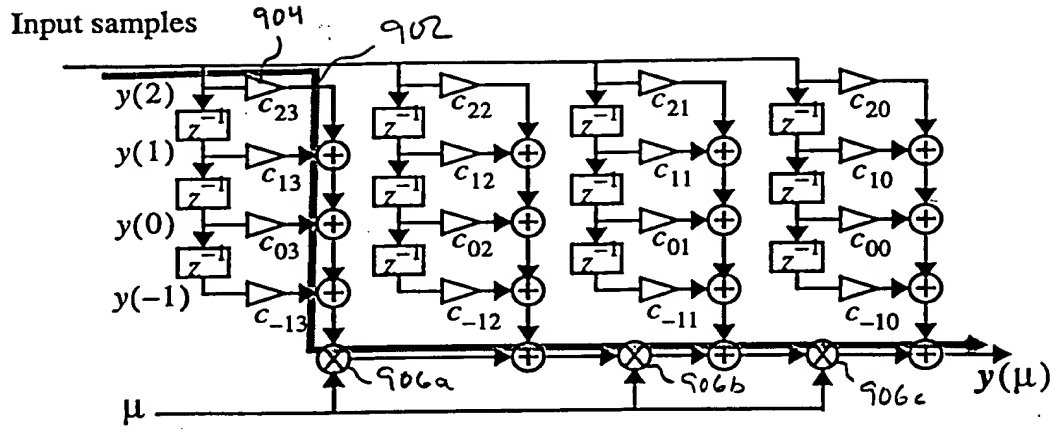 Input samples
904
902
y(2) c₂₃ c₂₂ c₂₁ c₂₀
z⁻¹ z⁻¹ z⁻¹ z⁻¹
y(1) c₁₃ c₁₂ c₁₁ c₁₀
z⁻¹ z⁻¹ z⁻¹ z⁻¹
y(0) c₀₃ c₀₂ c₀₁ c₀₀
z⁻¹ z⁻¹ z⁻¹ z⁻¹
y(-1) c₋₁₃ c₋₁₂ c₋₁₁ c₋₁₀
906a 906b 906c y(μ)
μ